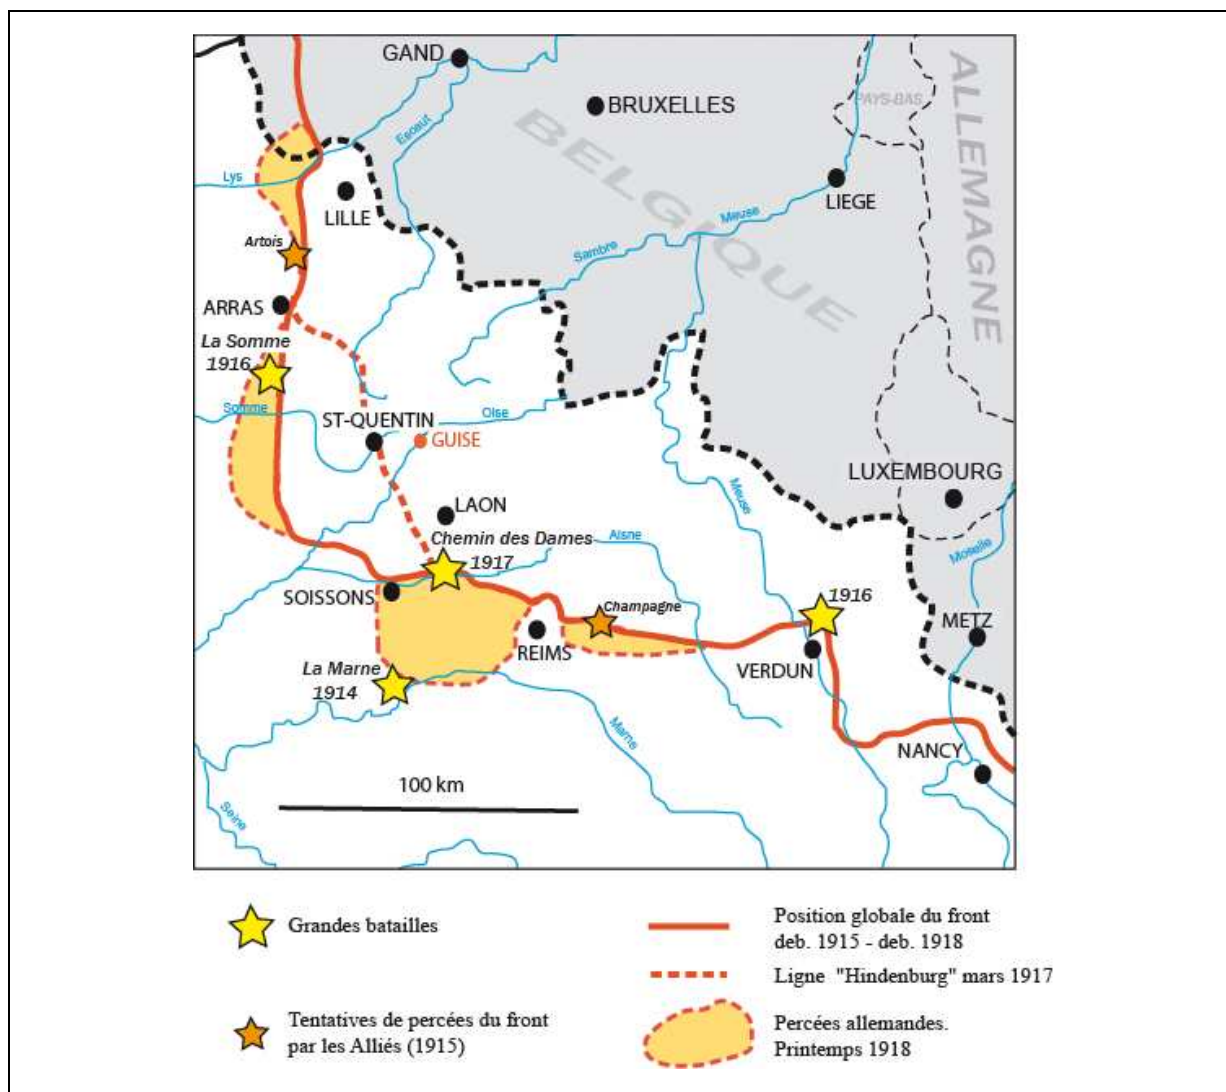 GAND
BRUXELLES
PAYS-BAS
ALLEMAGNE
BELGIQUE
Escaut
Lys
LILLE
LIEGE
Meuse
Sambre
Artois
ARRAS
La Somme
1916
Somme
ST-QUENTIN
Oise
GUISE
LUXEMBOURG
Meuse
LAON
Moselle
Chemin des Dames
1917
Aisne
SOISSONS
Champagne
1916
METZ
REIMS
VERDUN
La Marne
1914
Marne
NANCY
100 km
Seine
Grandes batailles
Position globale du front
deb. 1915 - deb. 1918
Ligne "Hindenburg" mars 1917
Tentatives de percées du front
par les Alliés (1915)
Percées allemandes.
Printemps 1918